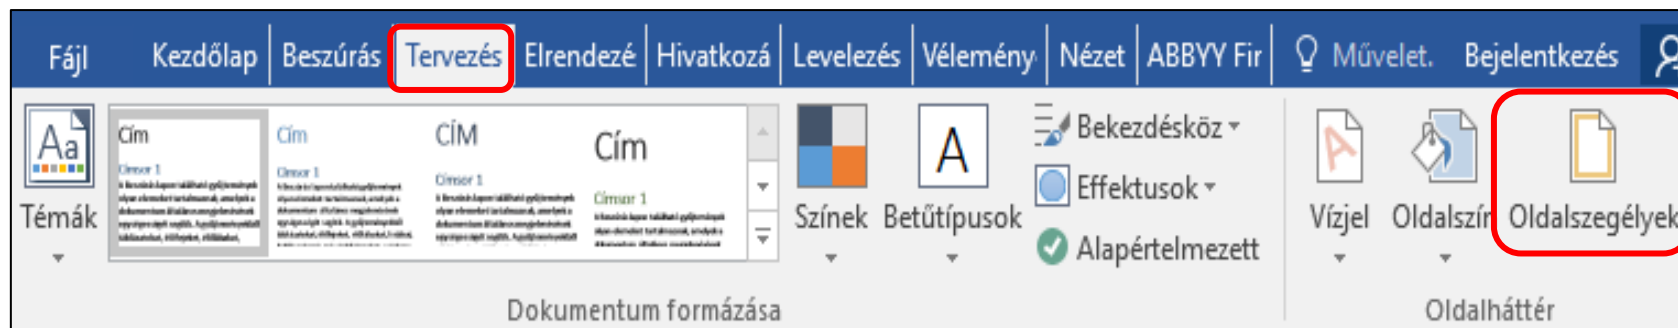 Fájl Kezdőlap Beszúrás Tervezés Elrendezé Hivatkozá Levelezés Vélemény Nézet ABBYY Fir Művelet. Bejelentkezés
Aa
Témák
Cím
Címsor 1
Cím
Címsor 1
CÍM
Címsor 1
Cím
Címsor 1
Színek
A
Betűtípusok
Bekezdésköz
Effektusok
Alapértelmezett
A
Vízjel
Oldalszín
Oldalszegélyek
Dokumentum formázása
Oldalháttér